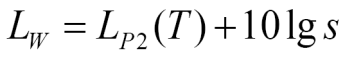 L_W = L_{P2}(T) + 10 lg s